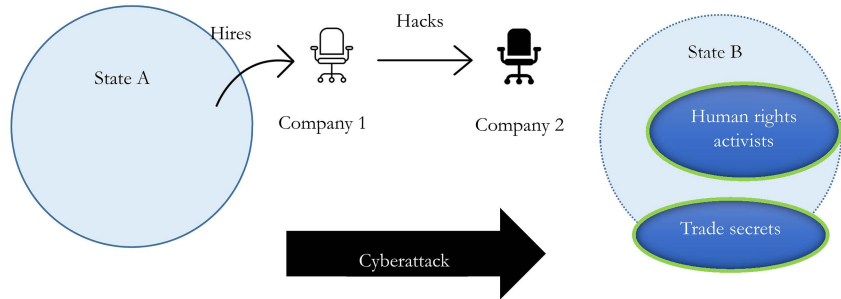 Hires
Hacks
State A
State B
Company 1
Company 2
Human rights
activists
Trade secrets
Cyberattack